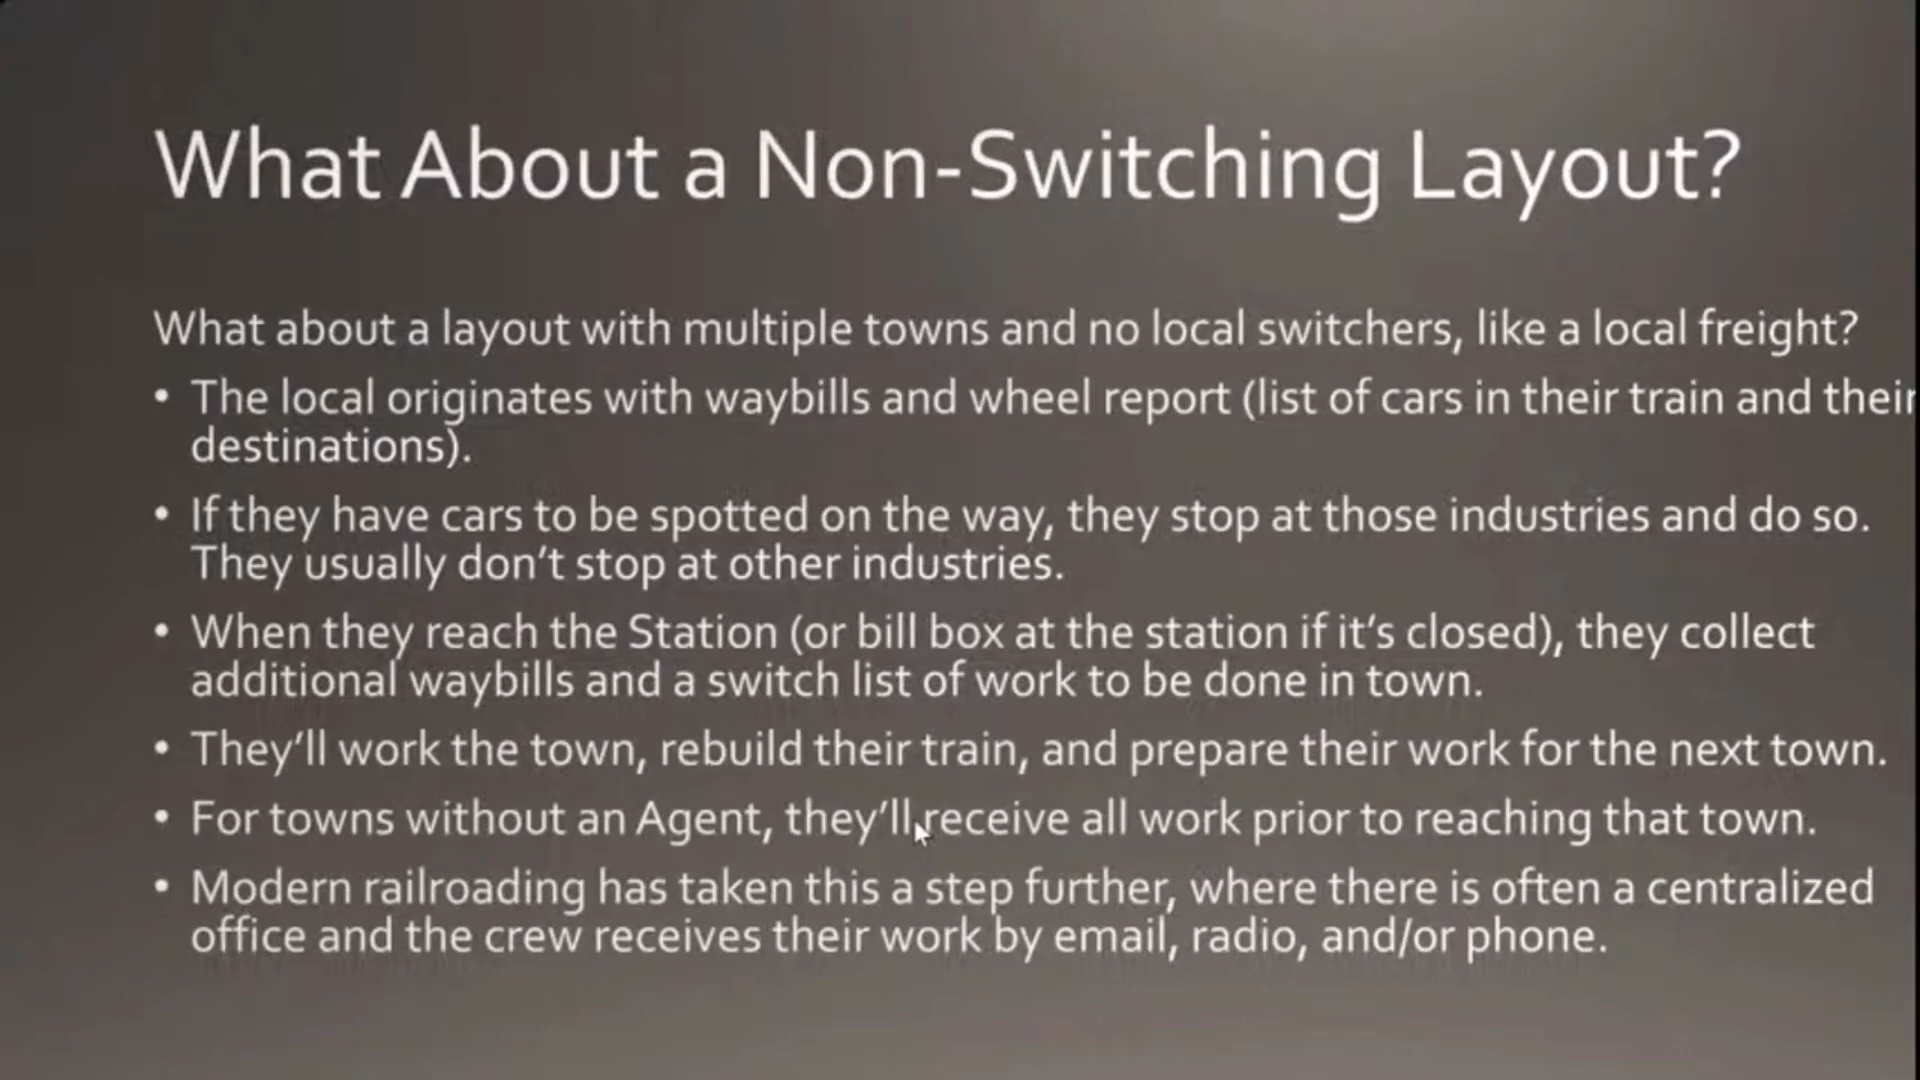 What About a Non-Switching Layout?
What about a layout with multiple towns and no local switchers, like a local freight?
• The local originates with waybills and wheel report (list of cars in their train and their
destinations).
• If they have cars to be spotted on the way, they stop at those industries and do so.
They usually don’t stop at other industries.
• When they reach the Station (or bill box at the station if it’s closed), they collect
additional waybills and a switch list of work to be done in town.
• They’ll work the town, rebuild their train, and prepare their work for the next town.
• For towns without an Agent, they’ll receive all work prior to reaching that town.
• Modern railroading has taken this a step further, where there is often a centralized
office and the crew receives their work by email, radio, and/or phone.